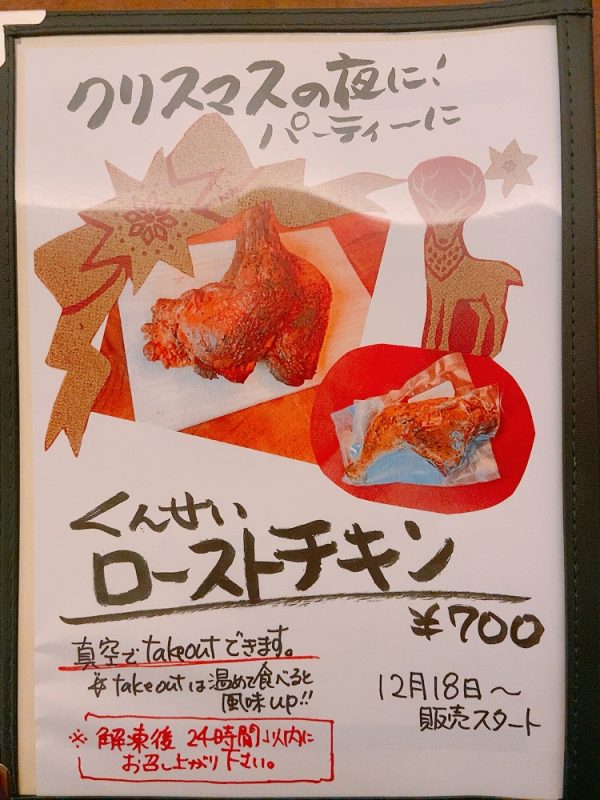 クリスマスの夜に!
パーティーに
くんせい
ローストチキン
¥700
真空でtakeoutできます。
※takeoutは温めて食べると
風味up!!
12月18日〜
販売スタート
※解凍後 24時間以内に
お召し上がり下さい。